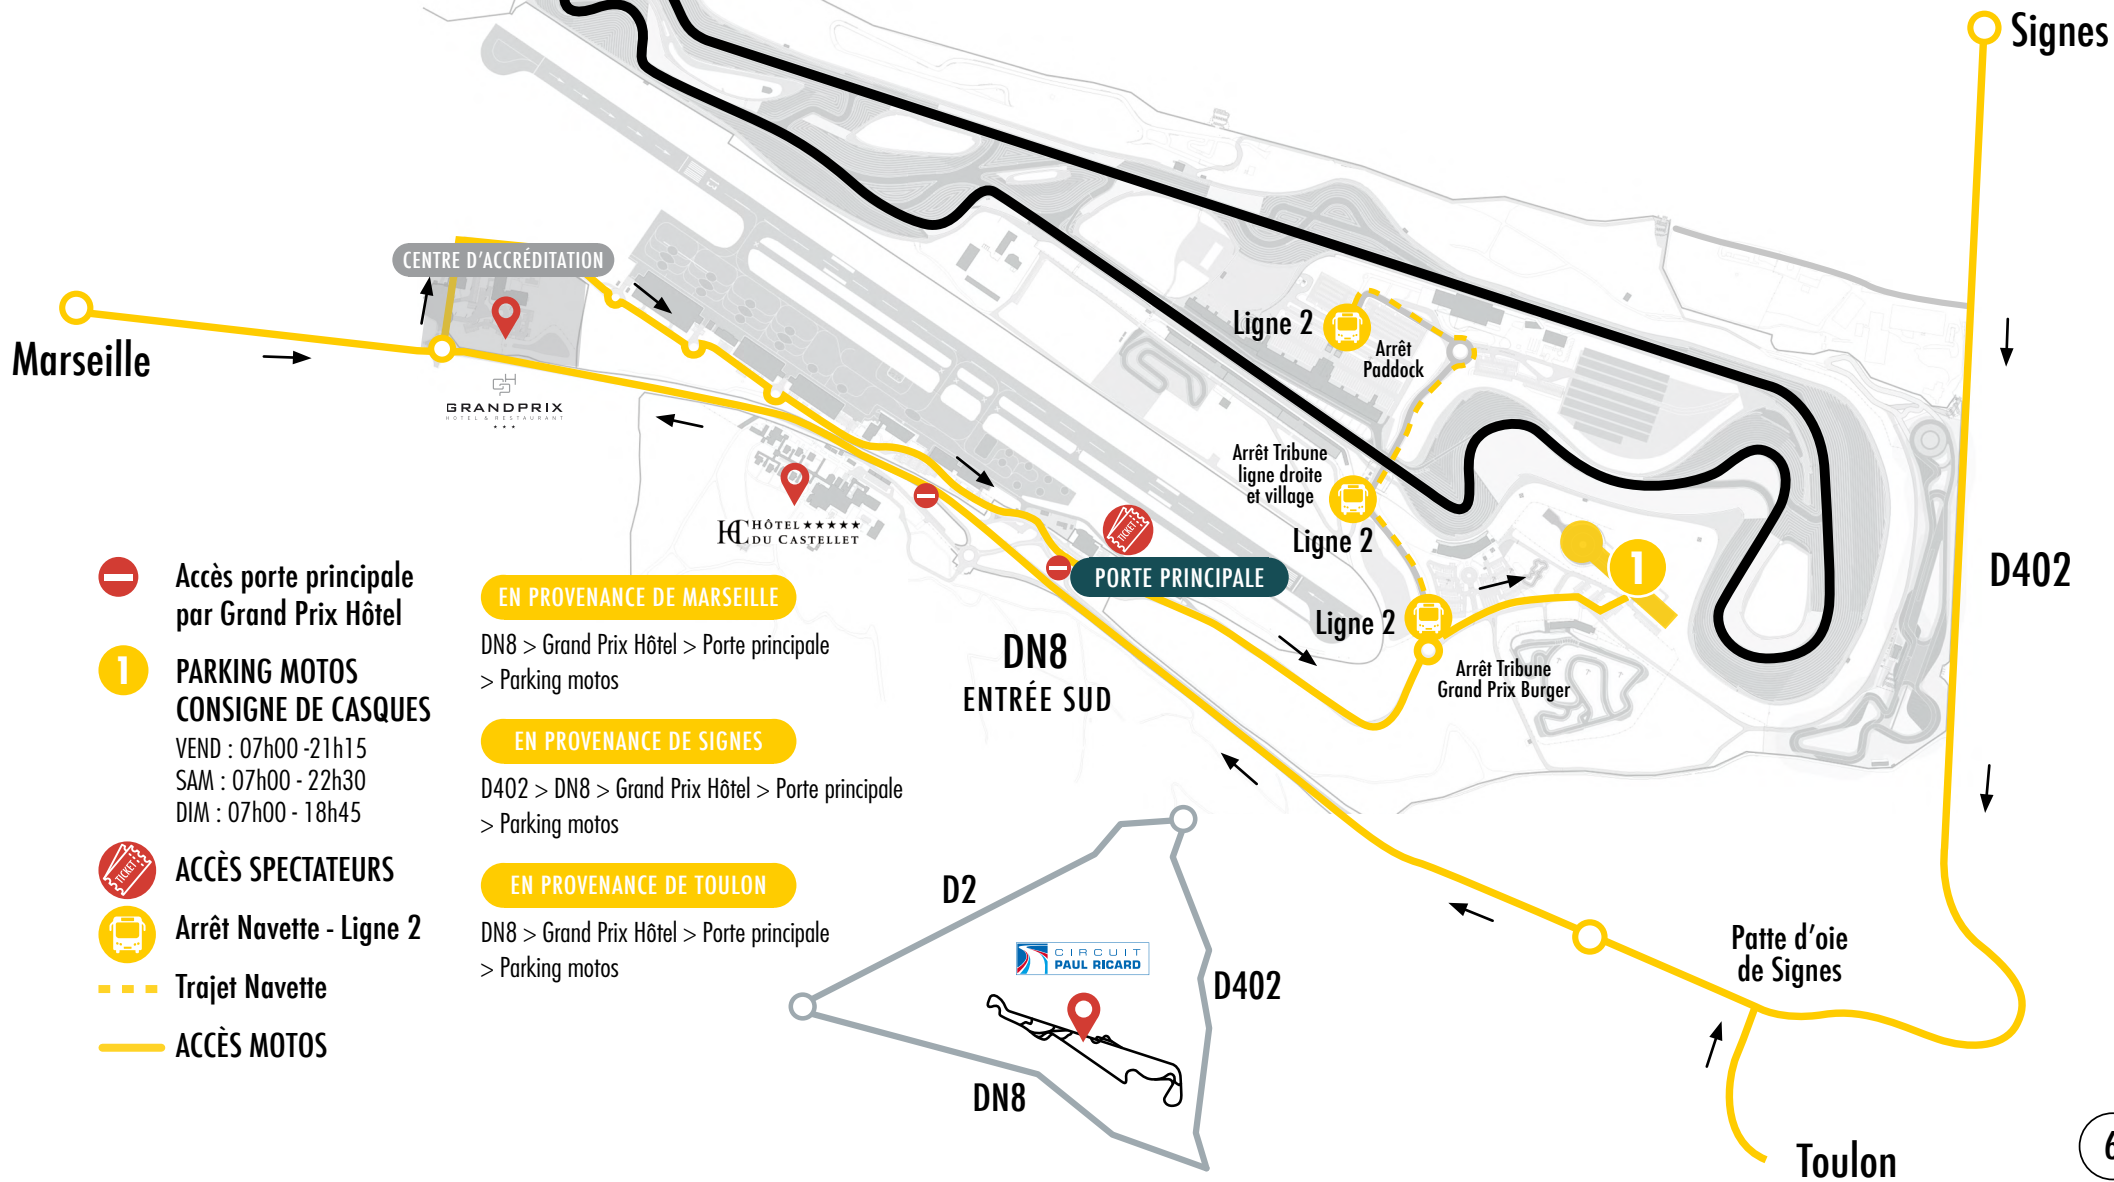 Signes
CENTRE D'ACCRÉDITATION
Marseille
GRANDPRIX
HOTEL & RESTAURANT
Ligne 2
Arrêt
Paddock
Arrêt Tribune
ligne droite
et village
Ligne 2
HC HÔTEL ★★★★★
DU CASTELLET
TICKET
PORTE PRINCIPALE
1
D402
Ligne 2
Arrêt Tribune
Grand Prix Burger
DN8
ENTRÉE SUD
Accès porte principale
par Grand Prix Hôtel
1
PARKING MOTOS
CONSIGNE DE CASQUES
VEND : 07h00 -21h15
SAM : 07h00 - 22h30
DIM : 07h00 - 18h45
TICKET
ACCÈS SPECTATEURS
Arrêt Navette - Ligne 2
Trajet Navette
ACCÈS MOTOS
EN PROVENANCE DE MARSEILLE
DN8 > Grand Prix Hôtel > Porte principale
> Parking motos
EN PROVENANCE DE SIGNES
D402 > DN8 > Grand Prix Hôtel > Porte principale
> Parking motos
EN PROVENANCE DE TOULON
DN8 > Grand Prix Hôtel > Porte principale
> Parking motos
D2
CIRCUIT
PAUL RICARD
D402
DN8
Patte d'oie
de Signes
Toulon
6